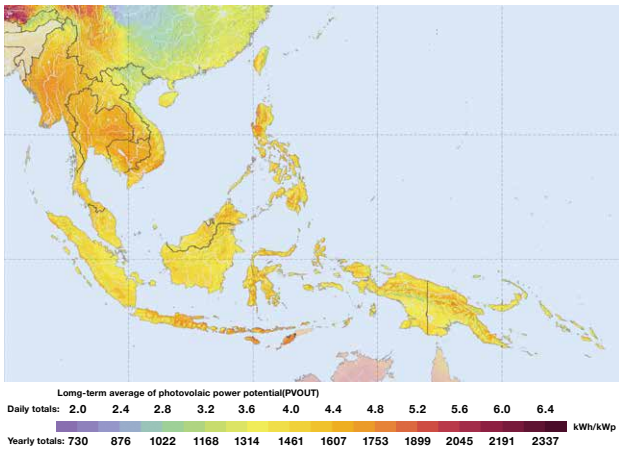 Long-term average of photovolaic power potential(PVOUT)
Daily totals: 2.0 2.4 2.8 3.2 3.6 4.0 4.4 4.8 5.2 5.6 6.0 6.4
kWh/kWp
Yearly totals: 730 876 1022 1168 1314 1461 1607 1753 1899 2045 2191 2337